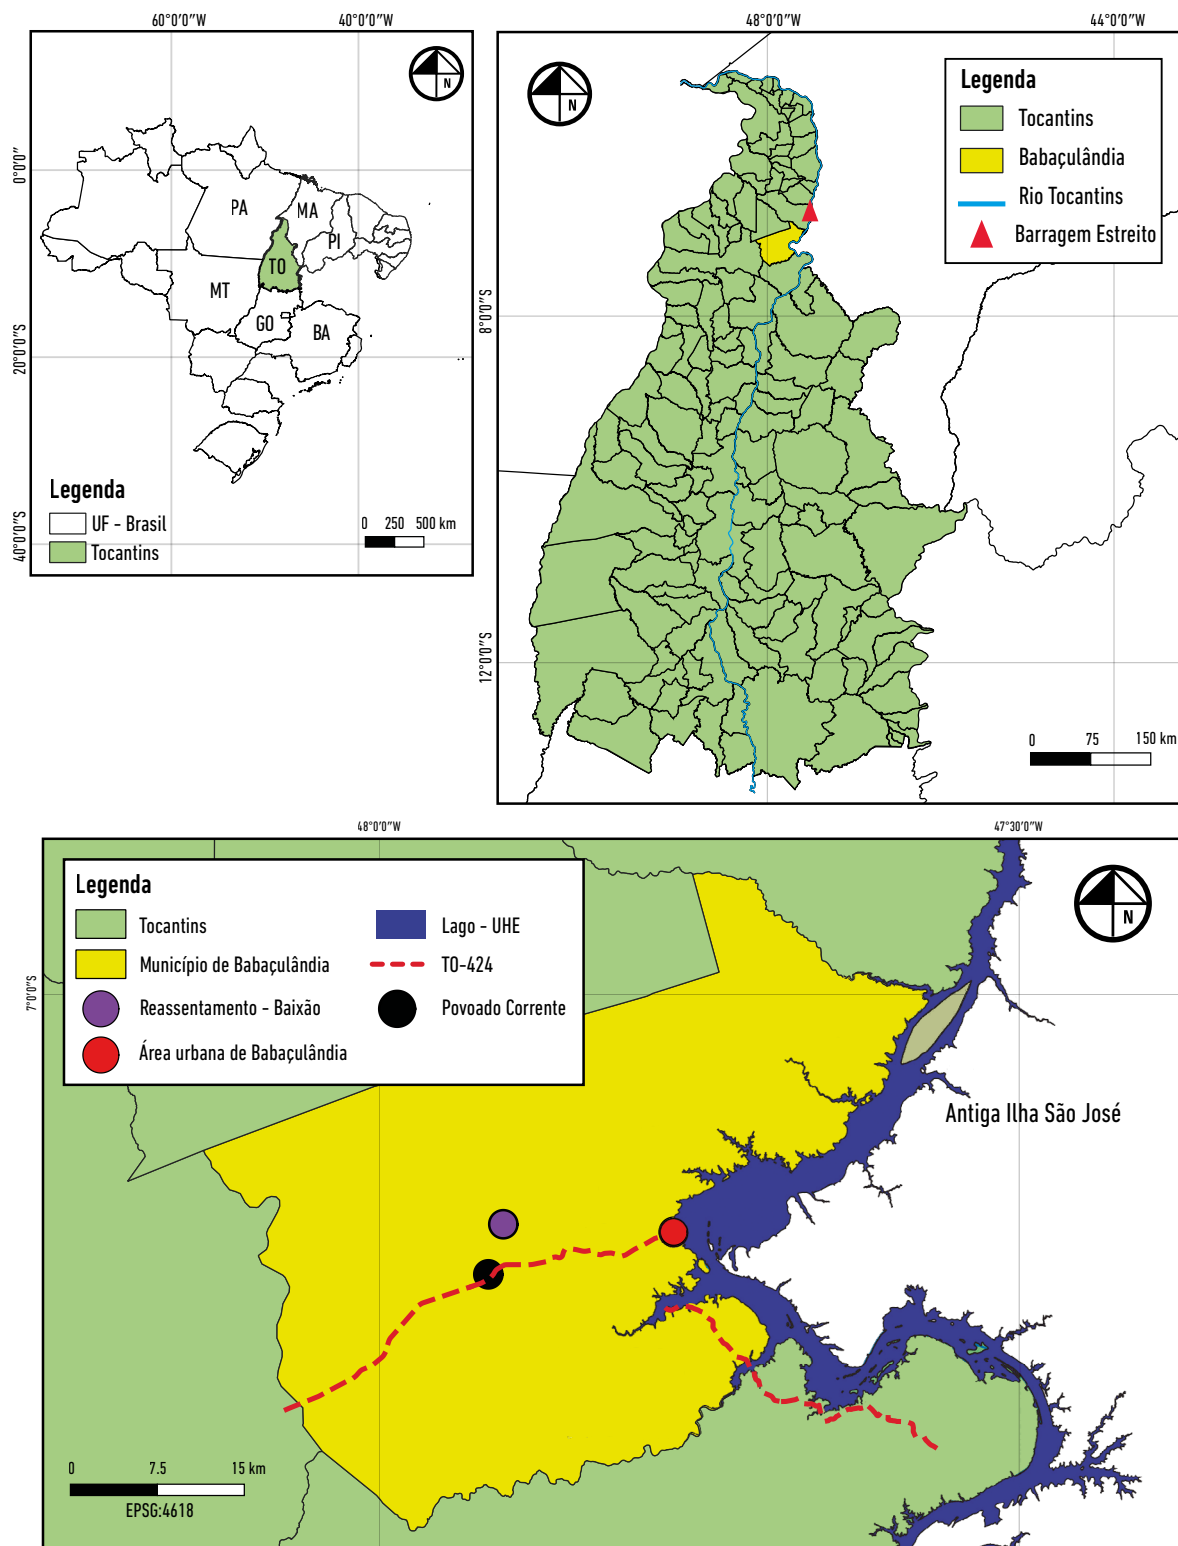 60°0'0"W 40°0'0"W
0°0'0"
20°0'0"S
40°0'0"S
N
PA
MA
PI
TO
MT
GO
BA
Legenda
UF - Brasil
Tocantins
0 250 500 km
48°0'0"W 44°0'0"W
8°0'0"S
12°0'0"S
N
Legenda
Tocantins
Babaçulândia
Rio Tocantins
Barragem Estreito
0 75 150 km
48°0'0"W 47°30'0"W
7°0'0"S
Legenda
Tocantins
Município de Babaçulândia
Reassentamento - Baixão
Área urbana de Babaçulândia
Lago - UHE
TO-424
Povoado Corrente
N
Antiga Ilha São José
0 7.5 15 km
EPSG:4618